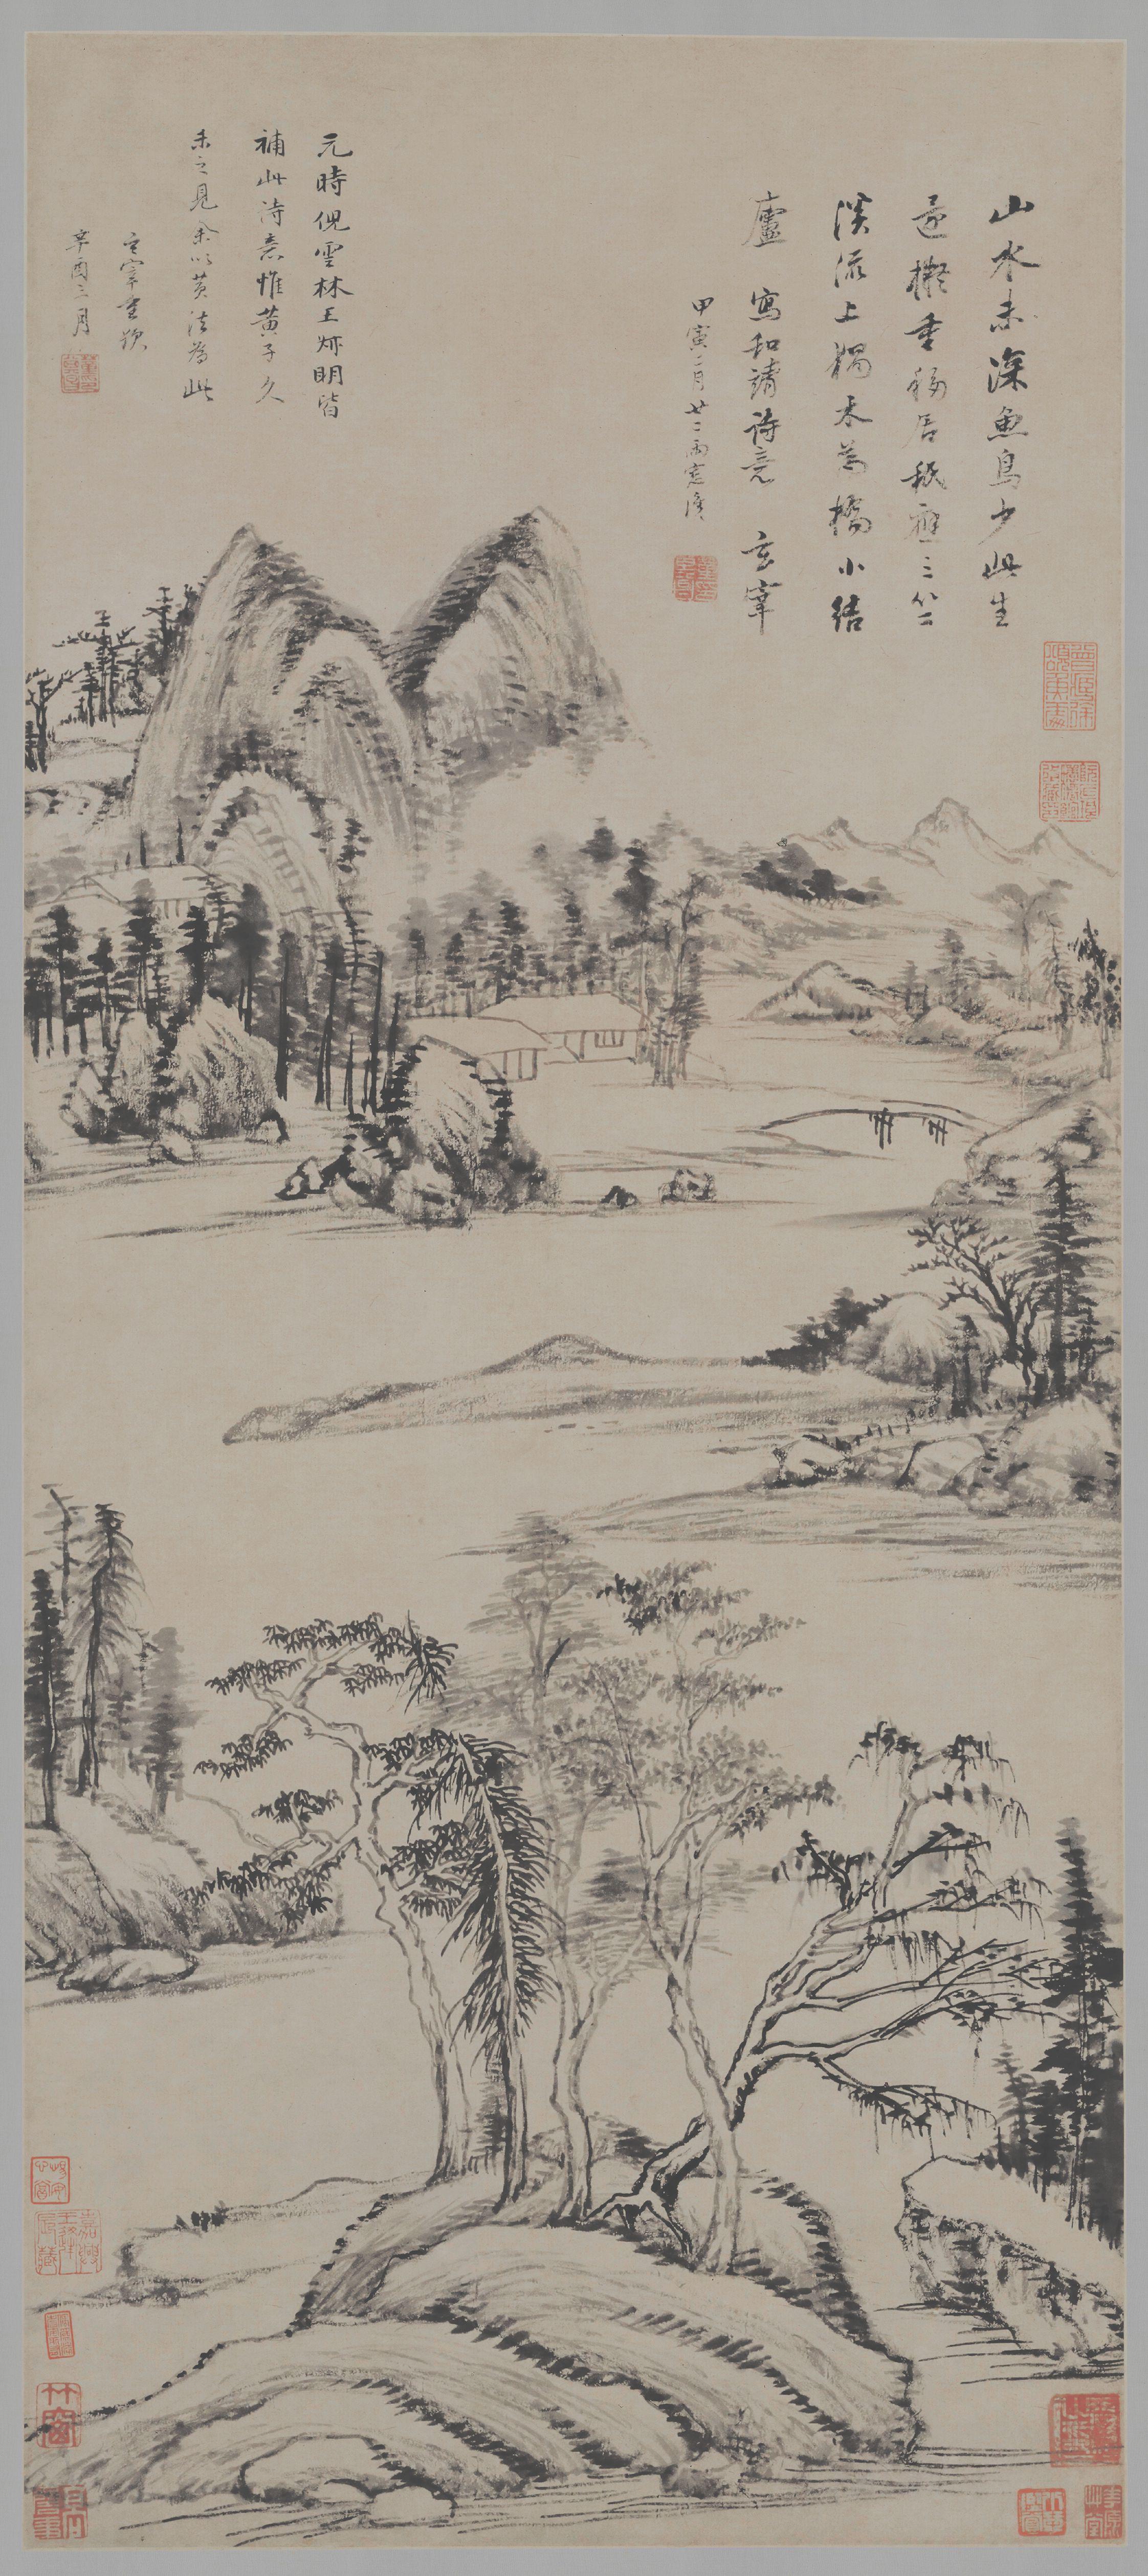 山水未深魚鳥少此生
還擬重移居秖應三竺
溪流上獨木為橋小結
廬 寫和靖詩意 玄宰
甲寅二月廿二雨窓識
元時倪雲林王叔明皆
補此詩意惟黃子久
未之見余以黃法為此
玄宰重題
辛酉三月